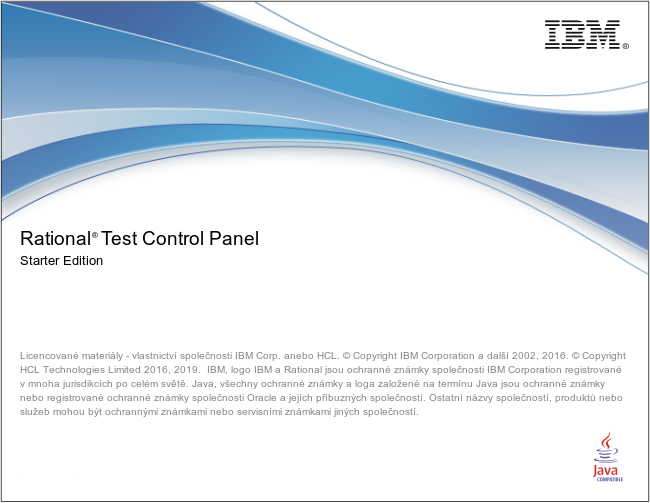 IBM®
Rational® Test Control Panel
Starter Edition
Licencované materiály - vlastnictví společnosti IBM Corp. anebo HCL. © Copyright IBM Corporation a další 2002, 2016. © Copyright
HCL Technologies Limited 2016, 2019.  IBM, logo IBM a Rational jsou ochranné známky společnosti IBM Corporation registrované
v mnoha jurisdikcích po celém světě. Java, všechny ochranné známky a loga založené na termínu Java jsou ochranné známky
nebo registrované ochranné známky společnosti Oracle a jejích příbuzných společností. Ostatní názvy společností, produktů nebo
služeb mohou být ochrannými známkami nebo servisními známkami jiných společností.
Java
COMPATIBLE